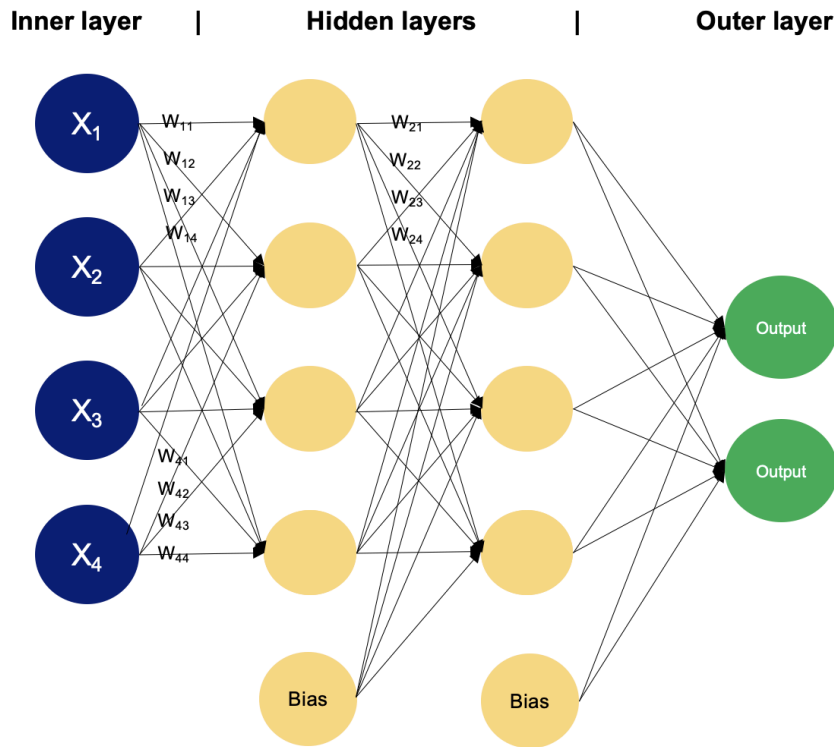 Inner layer | Hidden layers | Outer layer
X₁
W₁₁
W₁₂
W₁₃
W₁₄
W₂₁
W₂₂
W₂₃
W₂₄
X₂
X₃
X₄
W₄₁
W₄₂
W₄₃
W₄₄
Output
Output
Bias
Bias